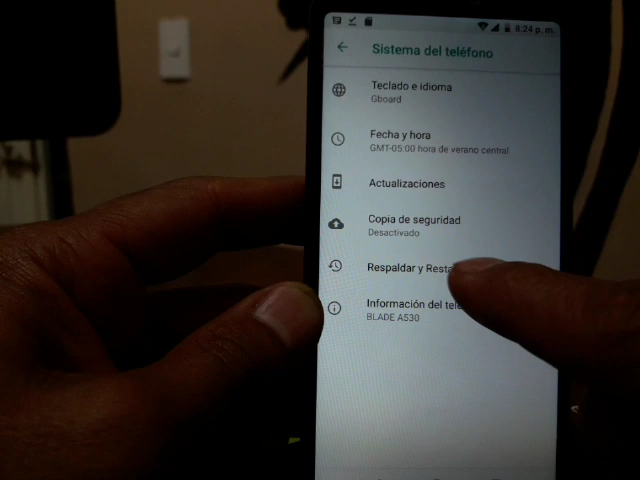 8:24 p. m.
Sistema del teléfono
Teclado e idioma
Gboard
Fecha y hora
GMT-05:00 hora de verano central
Actualizaciones
Copia de seguridad
Desactivado
Respaldar y Resta
Información del tel
BLADE A530